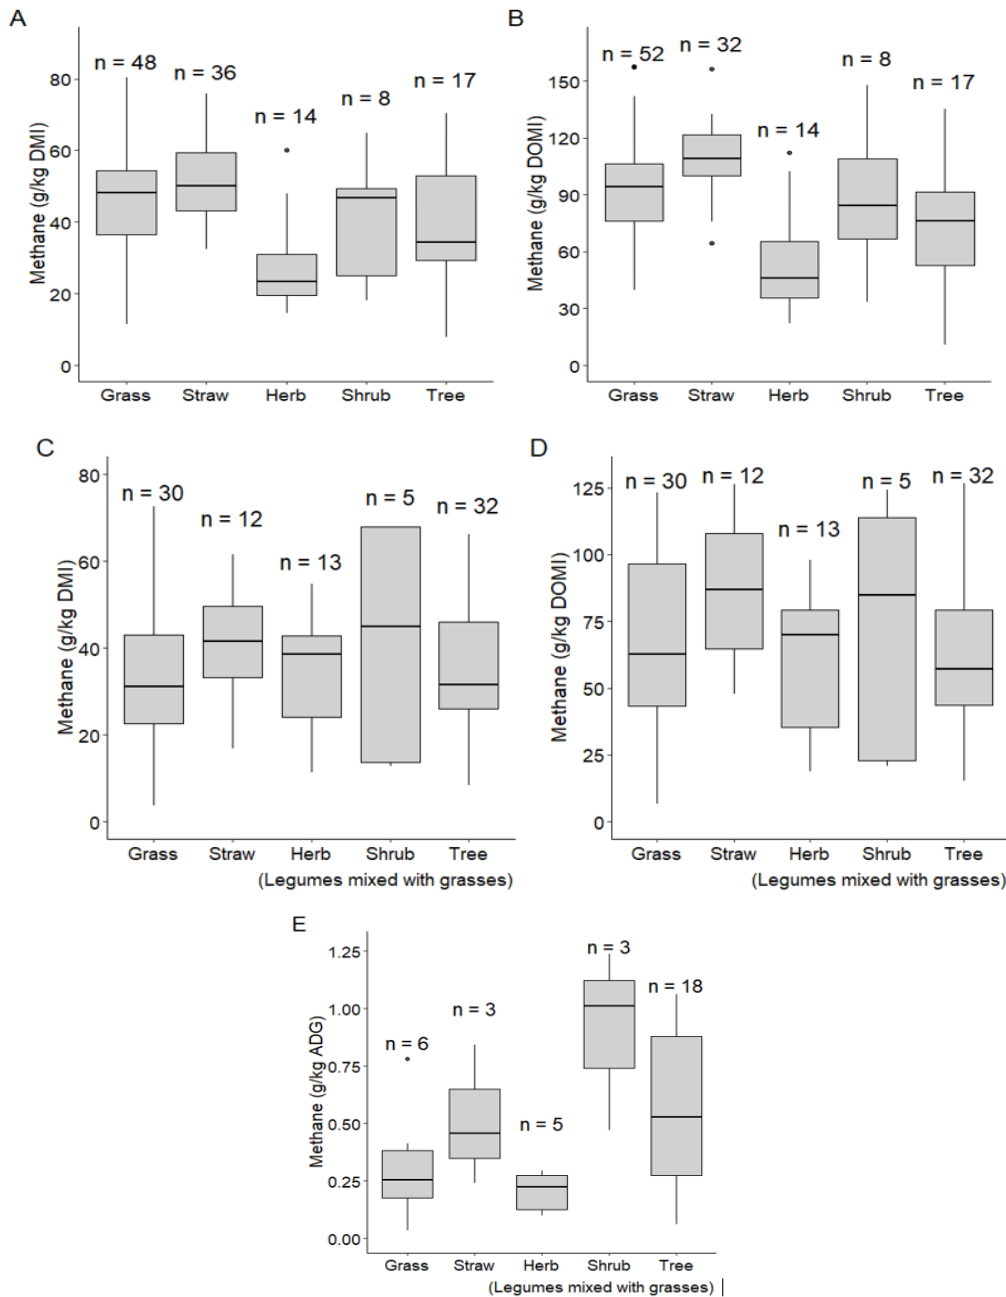 A
Methane (g/kg DMI)
80
60
40
20
0
n = 48
n = 36
n = 14
n = 8
n = 17
Grass Straw Herb Shrub Tree
B
Methane (g/kg DOMI)
150
120
90
60
30
0
n = 52
n = 32
n = 14
n = 8
n = 17
Grass Straw Herb Shrub Tree
C
Methane (g/kg DMI)
80
60
40
20
0
n = 30
n = 12
n = 13
n = 5
n = 32
Grass Straw Herb Shrub Tree
(Legumes mixed with grasses)
D
Methane (g/kg DOMI)
125
100
75
50
25
0
n = 30
n = 12
n = 13
n = 5
n = 32
Grass Straw Herb Shrub Tree
(Legumes mixed with grasses)
E
Methane (g/kg ADG)
1.25
1.00
0.75
0.50
0.25
0.00
n = 6
n = 3
n = 5
n = 3
n = 18
Grass Straw Herb Shrub Tree
(Legumes mixed with grasses)